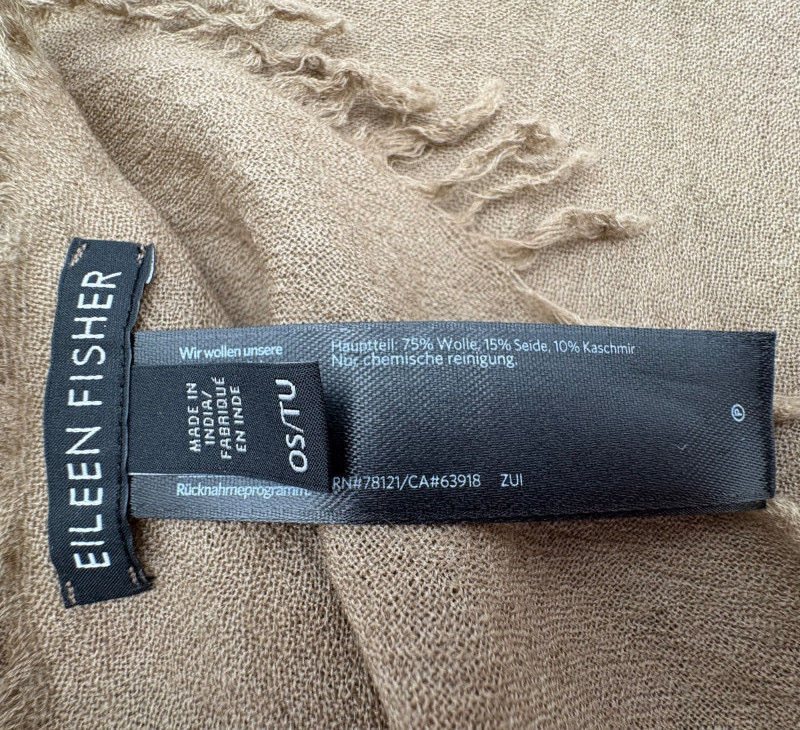 EILEEN FISHER
Wir wollen unsere
MADE IN
INDIA/
FABRIQUÉ
EN INDE
OS/TU
Rücknahmeprogramm
Hauptteil: 75% Wolle, 15% Seide, 10% Kaschmir
Nur chemische reinigung.
RN#78121/CA#63918 ZUI
P